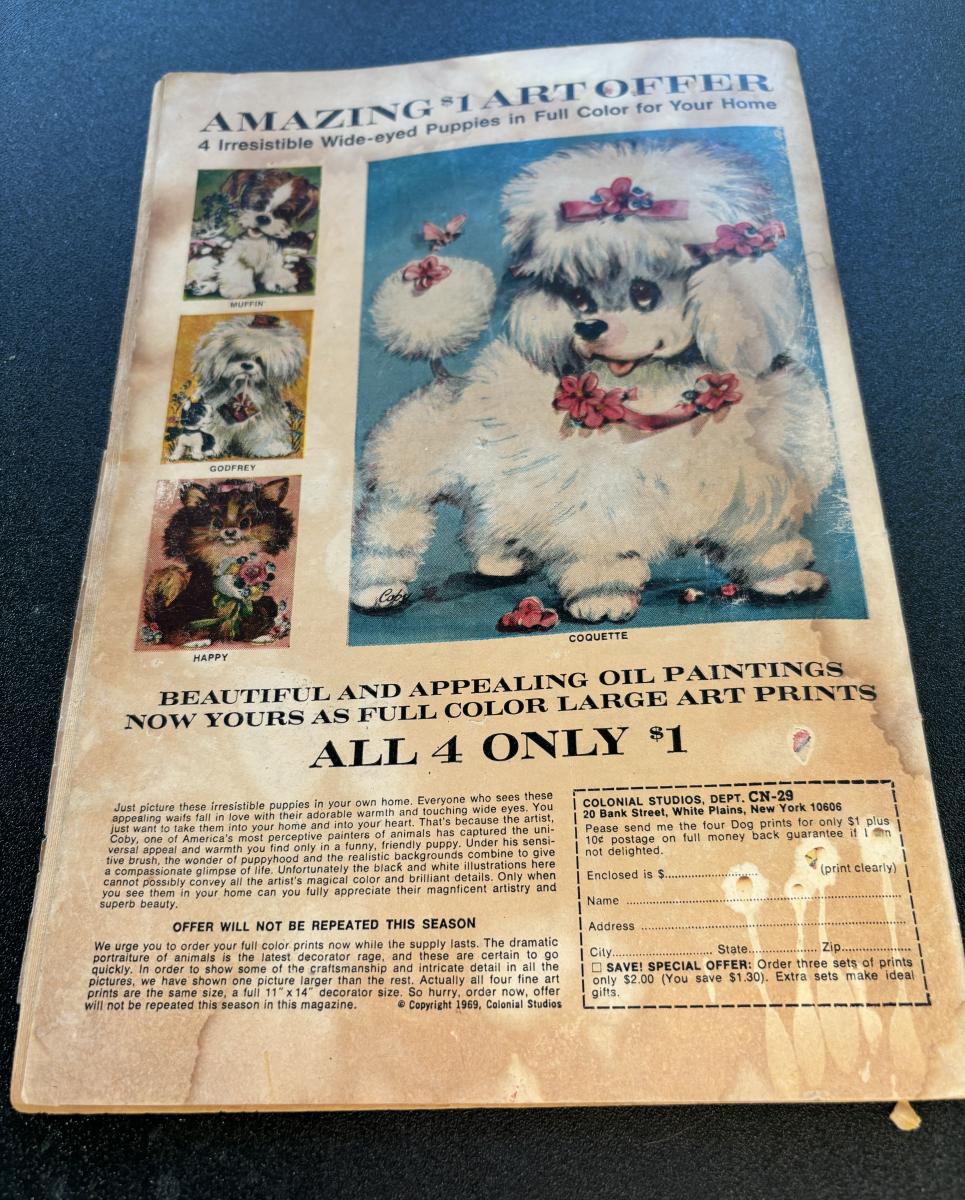 AMAZING $1 ART OFFER
4 Irresistible Wide-eyed Puppies in Full Color for Your Home
MUFFIN
GODFREY
HAPPY
Coby
COQUETTE
BEAUTIFUL AND APPEALING OIL PAINTINGS
NOW YOURS AS FULL COLOR LARGE ART PRINTS
ALL 4 ONLY $1
Just picture these irresistible puppies in your own home. Everyone who sees these
appealing waifs fall in love with their adorable warmth and touching wide eyes. You
just want to take them into your home and into your heart. That's because the artist,
Coby, one of America's most perceptive painters of animals has captured the uni-
versal appeal and warmth you find only in a funny, friendly puppy. Under his sensi-
tive brush, the wonder of puppyhood and the realistic backgrounds combine to give
a compassionate glimpse of life. Unfortunately the black and white illustrations here
cannot possibly convey all the artist's magical color and brilliant details. Only when
you see them in your home can you fully appreciate their magnficent artistry and
superb beauty.
OFFER WILL NOT BE REPEATED THIS SEASON
We urge you to order your full color prints now while the supply lasts. The dramatic
portraiture of animals is the latest decorator rage, and these are certain to go
quickly. In order to show some of the craftsmanship and intricate detail in all the
pictures, we have shown one picture larger than the rest. Actually all four fine art
prints are the same size, a full 11" x 14" decorator size. So hurry, order now, offer
will not be repeated this season in this magazine. © Copyright 1969, Colonial Studios
COLONIAL STUDIOS, DEPT. CN-29
20 Bank Street, White Plains, New York 10606
Pease send me the four Dog prints for only $1 plus
10¢ postage on full money back guarantee if I am
not delighted.
Enclosed is $ (print clearly)
Name
Address
City State Zip
☐ SAVE! SPECIAL OFFER: Order three sets of prints
only $2.00 (You save $1.30). Extra sets make ideal
gifts.